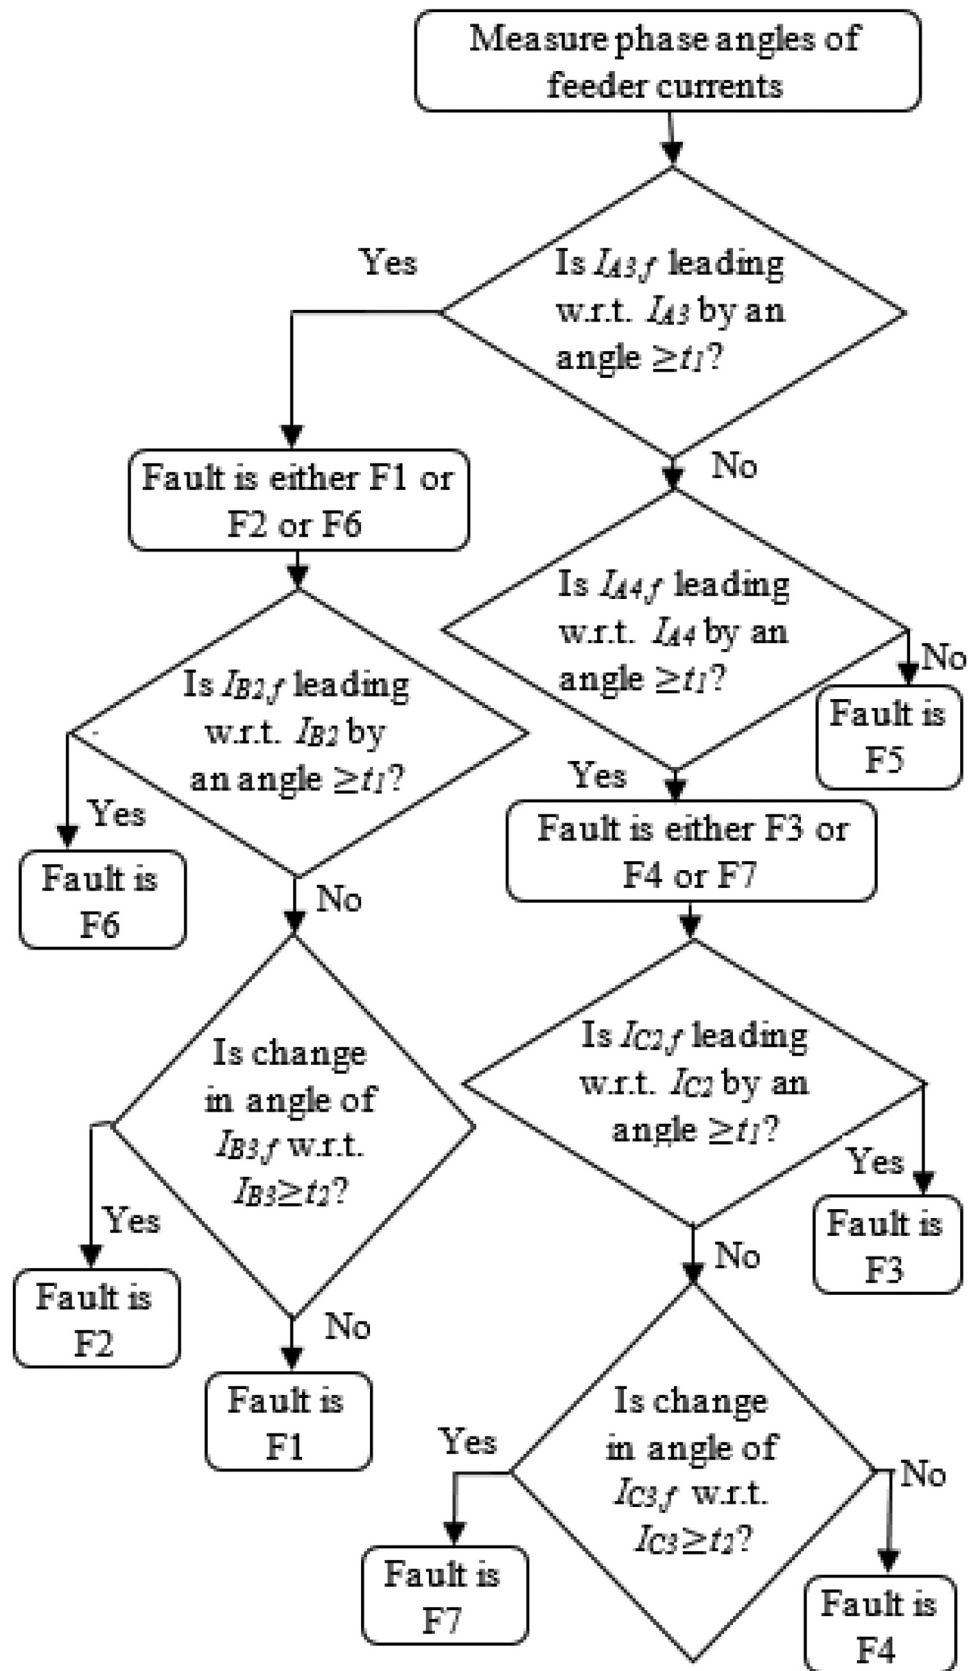 Measure phase angles of
feeder currents
Yes
Is IA3,f leading
w.r.t. IA3 by an
angle ≥t1?
No
Fault is either F1 or
F2 or F6
Is IA4,f leading
w.r.t. IA4 by an
angle ≥t1?
No
Fault is
F5
Is IB2,f leading
w.r.t. IB2 by
an angle ≥t1?
Yes
Fault is
F6
No
Yes
Fault is either F3 or
F4 or F7
Is change
in angle of
IB3,f w.r.t.
IB3≥t2?
Yes
Fault is
F2
No
Fault is
F1
Is IC2,f leading
w.r.t. IC2 by an
angle ≥t1?
Yes
Fault is
F3
No
Is change
in angle of
IC3,f w.r.t.
IC3≥t2?
Yes
Fault is
F7
No
Fault is
F4